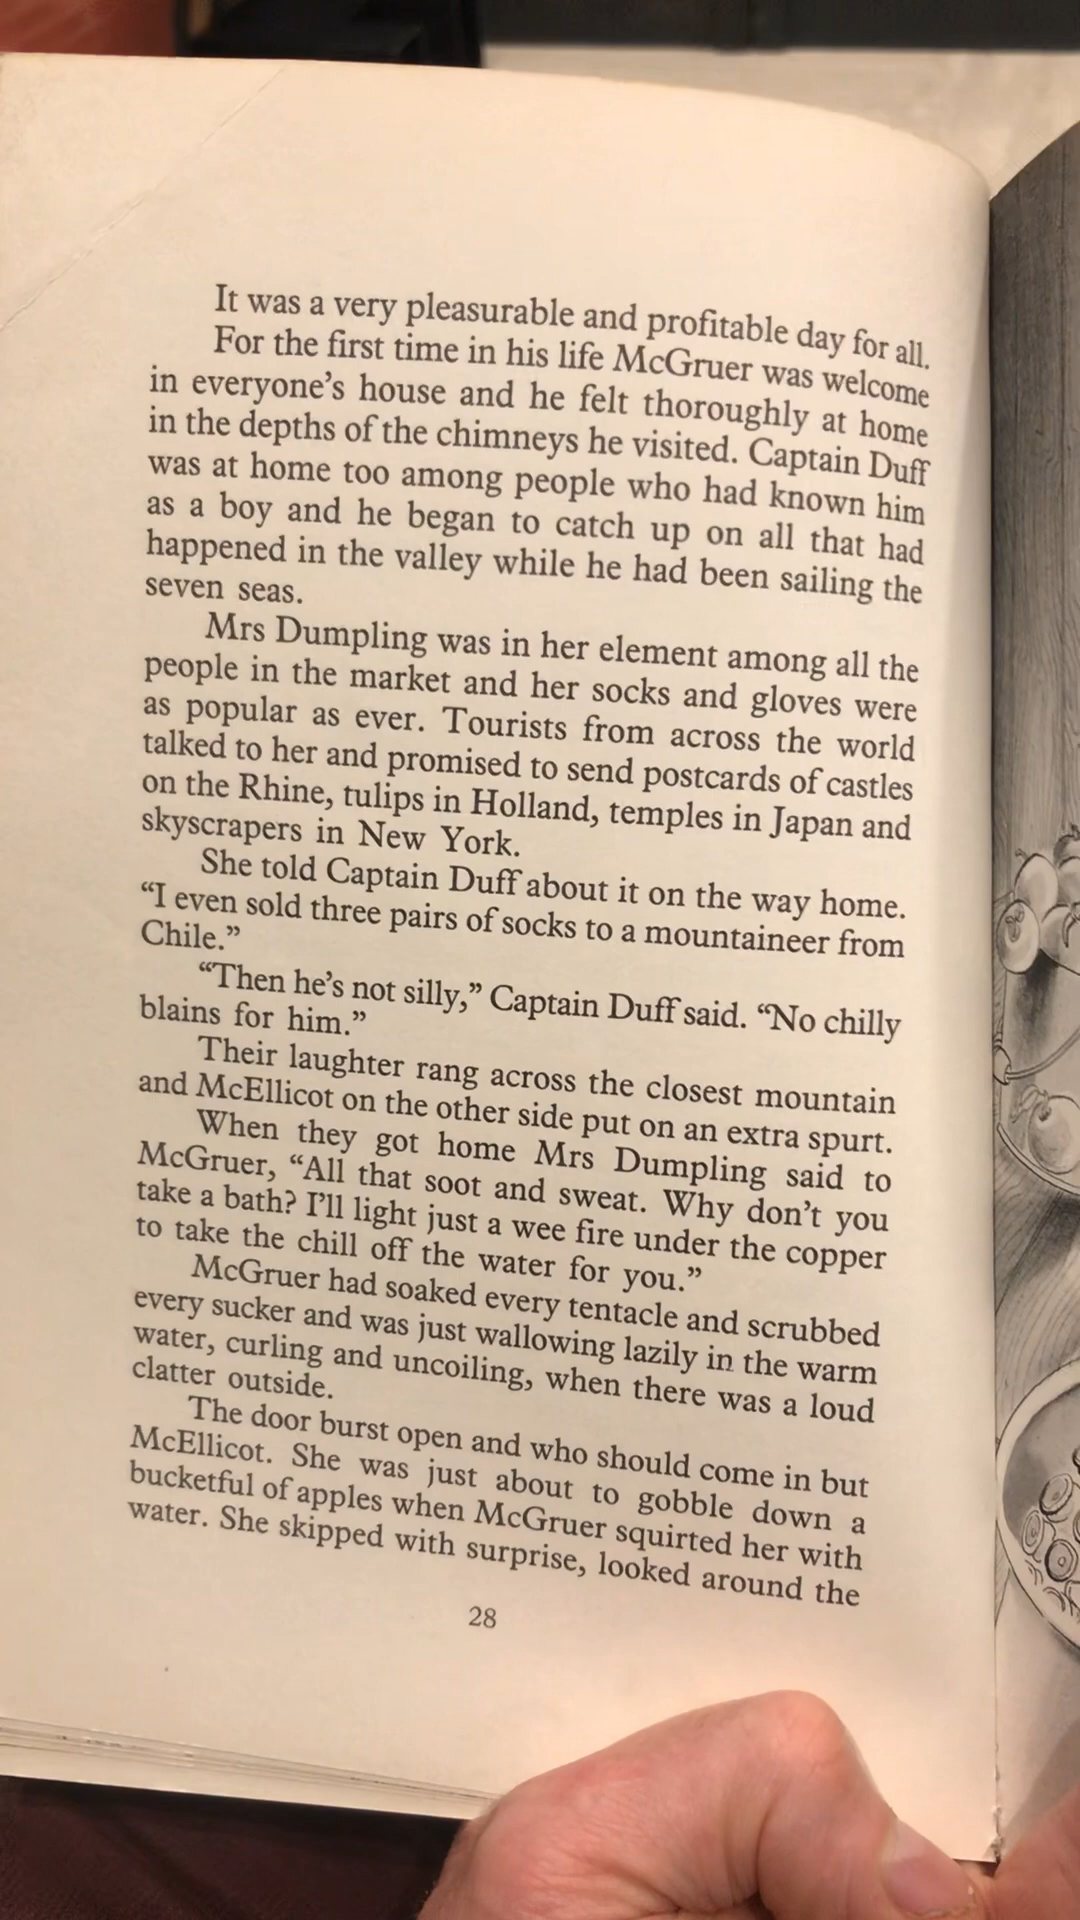 It was a very pleasurable and profitable day for all.
For the first time in his life McGruer was welcome
in everyone's house and he felt thoroughly at home
in the depths of the chimneys he visited. Captain Duff
was at home too among people who had known him
as a boy and he began to catch up on all that had
happened in the valley while he had been sailing the
seven seas.
Mrs Dumpling was in her element among all the
people in the market and her socks and gloves were
as popular as ever. Tourists from across the world
talked to her and promised to send postcards of castles
on the Rhine, tulips in Holland, temples in Japan and
skyscrapers in New York.
She told Captain Duff about it on the way home.
“I even sold three pairs of socks to a mountaineer from
Chile.”
“Then he's not silly,” Captain Duff said. “No chilly
blains for him.”
Their laughter rang across the closest mountain
and McEllicot on the other side put on an extra spurt.
When they got home Mrs Dumpling said to
McGruer, “All that soot and sweat. Why don't you
take a bath? I'll light just a wee fire under the copper
to take the chill off the water for you.”
McGruer had soaked every tentacle and scrubbed
every sucker and was just wallowing lazily in the warm
water, curling and uncoiling, when there was a loud
clatter outside.
The door burst open and who should come in but
McEllicot. She was just about to gobble down a
bucketful of apples when McGruer squirted her with
water. She skipped with surprise, looked around the
28